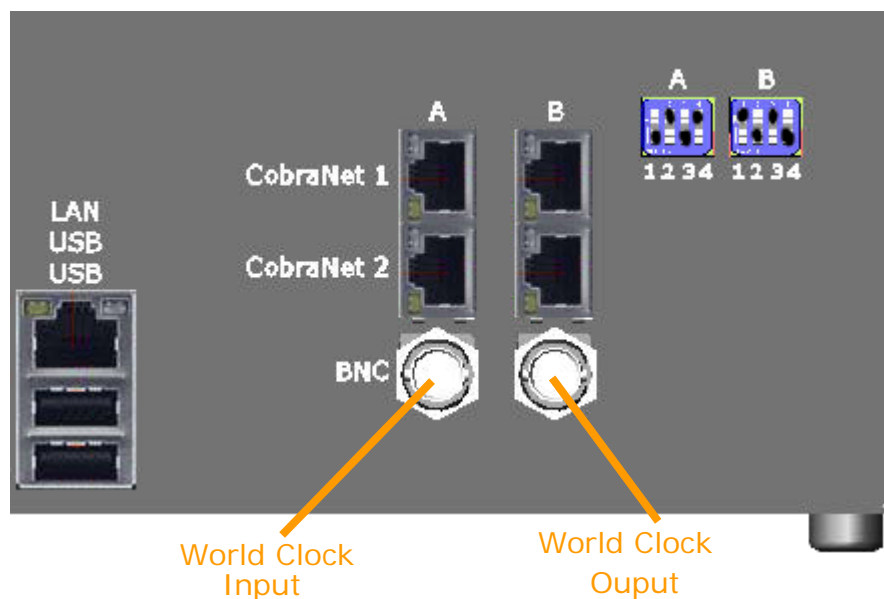 A B
A B
CobraNet 1
1 2 3 4 1 2 3 4
LAN
USB
USB
CobraNet 2
BNC
World Clock
Input
World Clock
Ouput